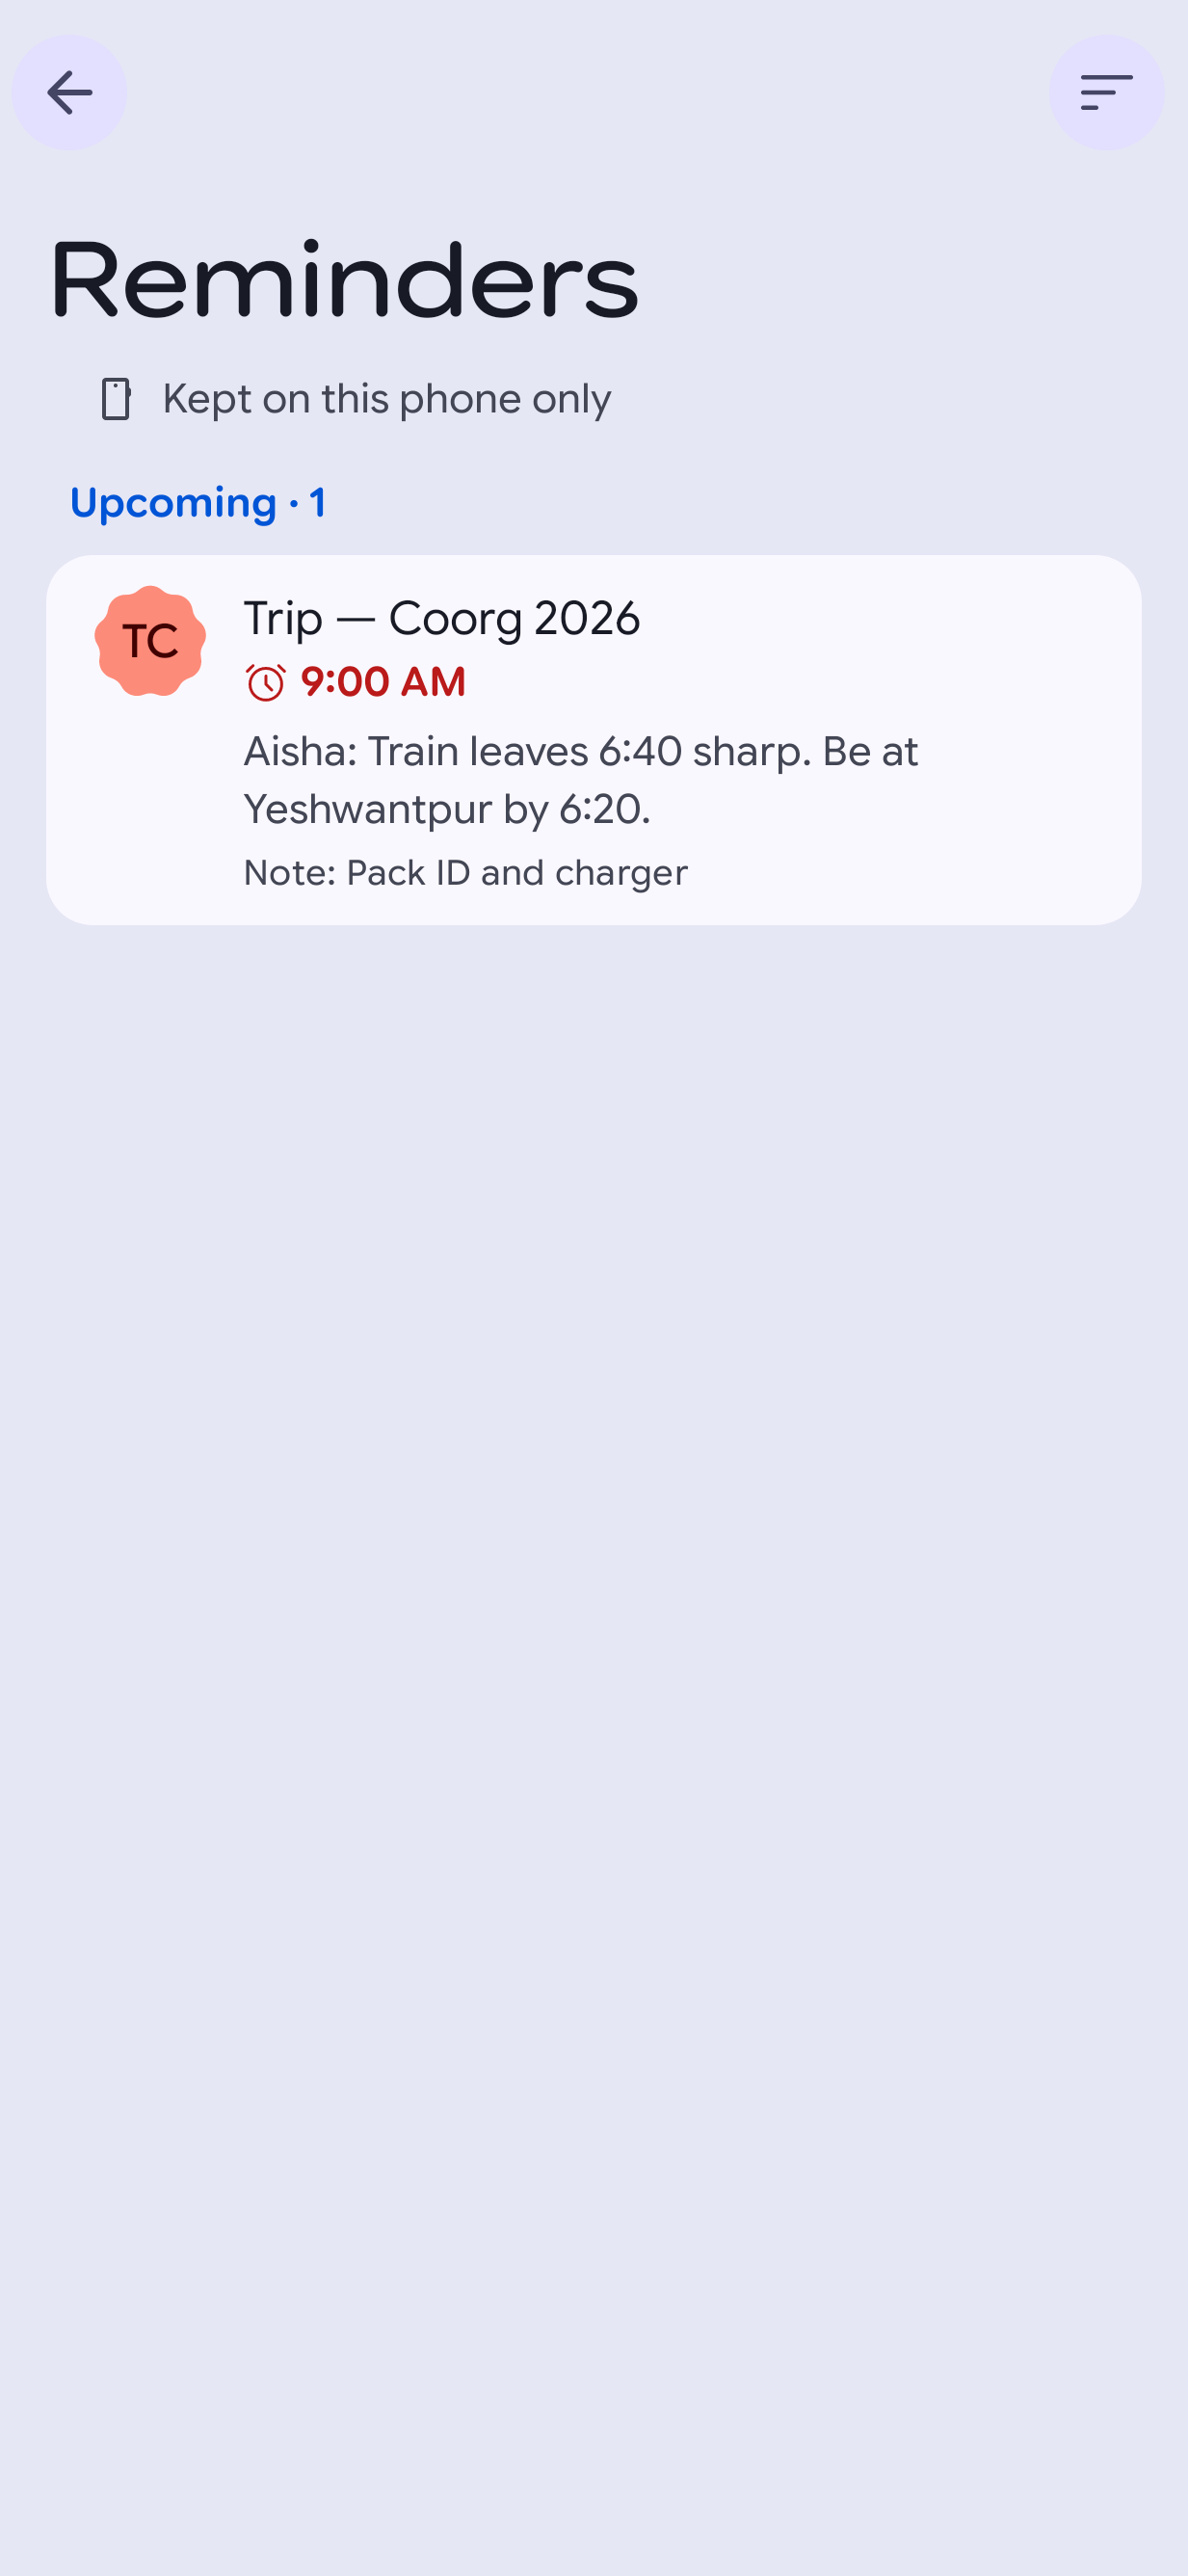 Reminders
Kept on this phone only
Upcoming · 1
TC
Trip — Coorg 2026
9:00 AM
Aisha: Train leaves 6:40 sharp. Be at
Yeshwantpur by 6:20.
Note: Pack ID and charger